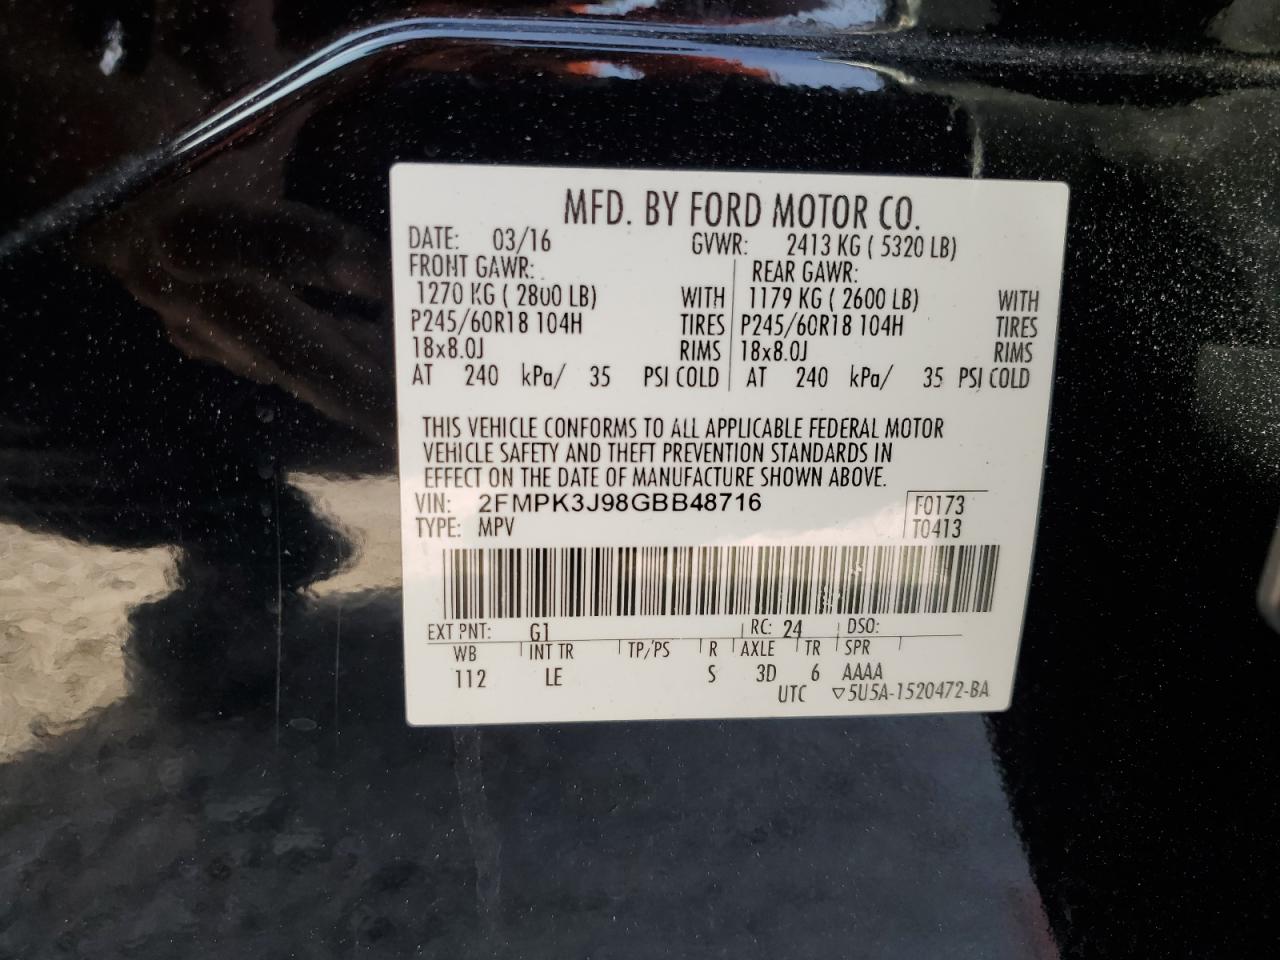 MFD. BY FORD MOTOR CO.
DATE: 03/16 GVWR: 2413 KG ( 5320 LB)
FRONT GAWR: REAR GAWR:
1270 KG ( 2800 LB) WITH 1179 KG ( 2600 LB) WITH
P245/60R18 104H TIRES P245/60R18 104H TIRES
18x8.0J RIMS 18x8.0J RIMS
AT 240 kPa/ 35 PSI COLD AT 240 kPa/ 35 PSI COLD
THIS VEHICLE CONFORMS TO ALL APPLICABLE FEDERAL MOTOR
VEHICLE SAFETY AND THEFT PREVENTION STANDARDS IN
EFFECT ON THE DATE OF MANUFACTURE SHOWN ABOVE.
VIN: 2FMPK3J98GBB48716 F0173
TYPE: MPV T0413
EXT PNT: G1 RC: 24 DSO:
WB INT TR TP/PS R AXLE TR SPR
112 LE S 3D 6 AAAA
UTC ▽5U5A-1520472-BA